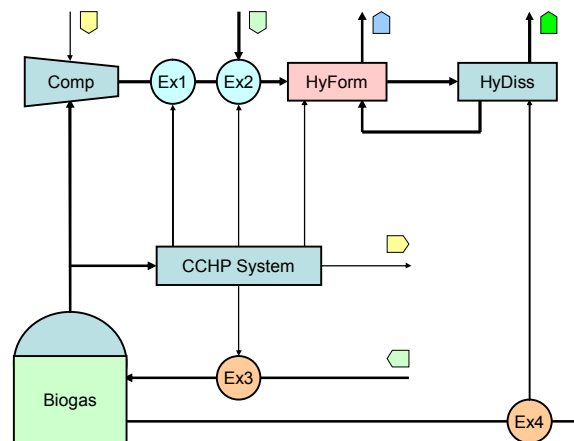 Comp
Ex1
Ex2
HyForm
HyDiss
CCHP System
Ex3
Biogas
Ex4